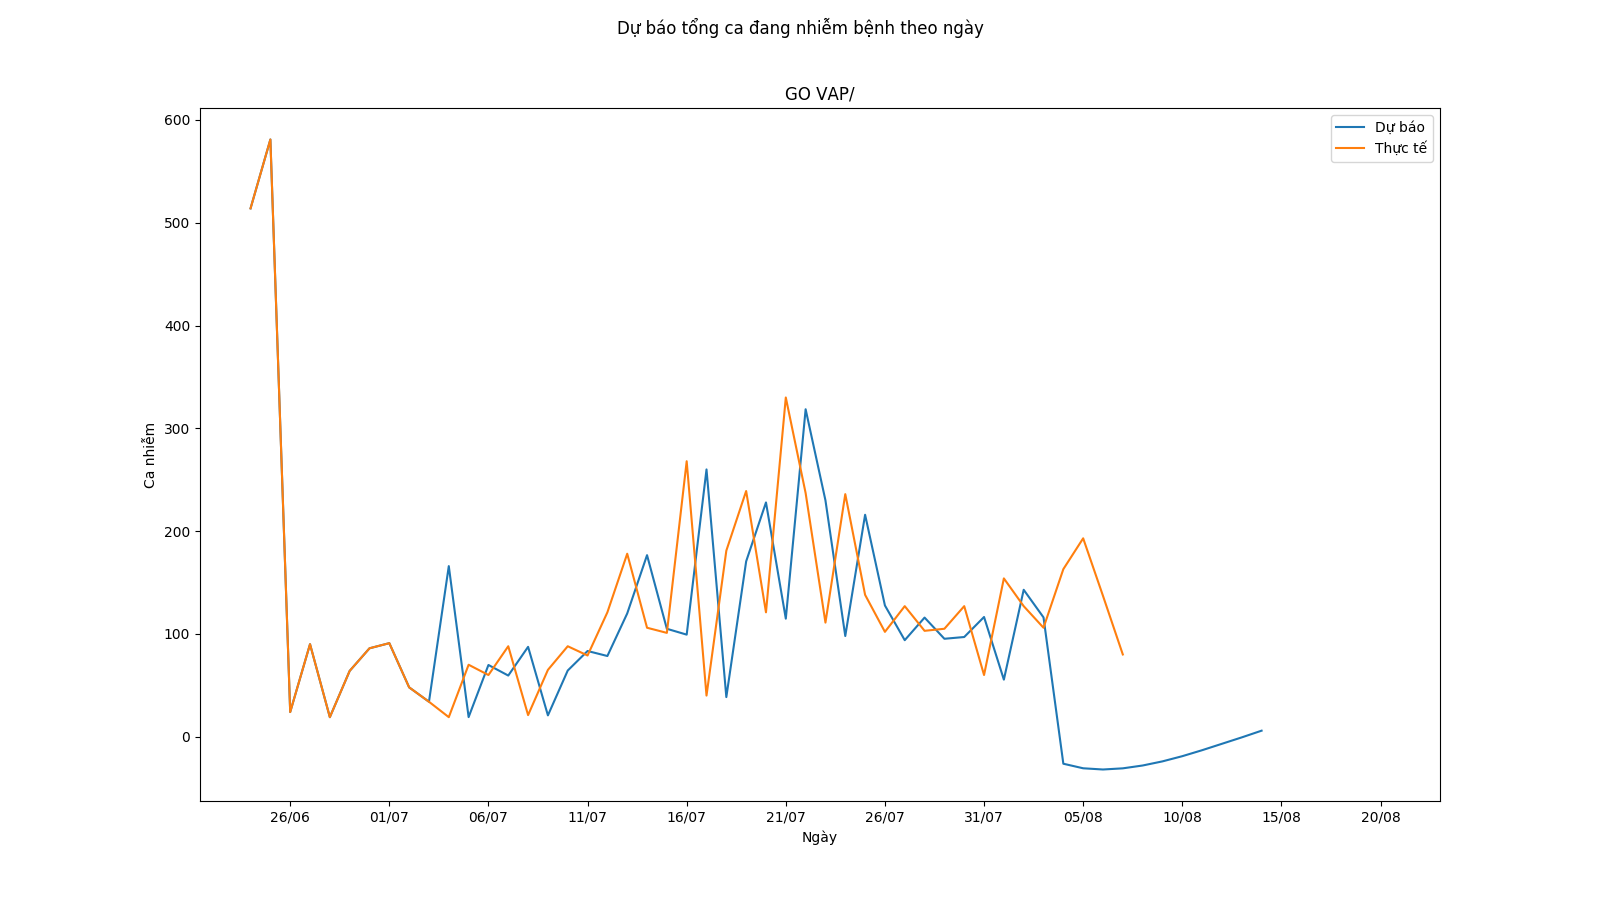 Dự báo tổng ca đang nhiễm bệnh theo ngày
GO VAP/
Dự báo
Thực tế
600
500
400
300
200
100
0
Ca nhiễm
26/06 01/07 06/07 11/07 16/07 21/07 26/07 31/07 05/08 10/08 15/08 20/08
Ngày